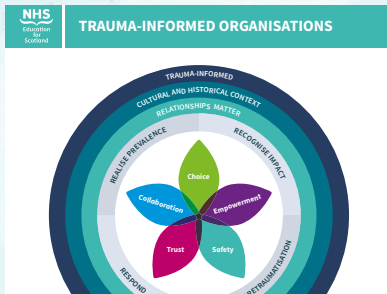 NHS
Education
for
Scotland
TRAUMA-INFORMED ORGANISATIONS
TRAUMA-INFORMED
CULTURAL AND HISTORICAL CONTEXT
RELATIONSHIPS MATTER
REALISE PREVALENCE
RECOGNISE IMPACT
Choice
Collaboration
Empowerment
Trust
Safety
RESPOND
RETRAUMATISATION